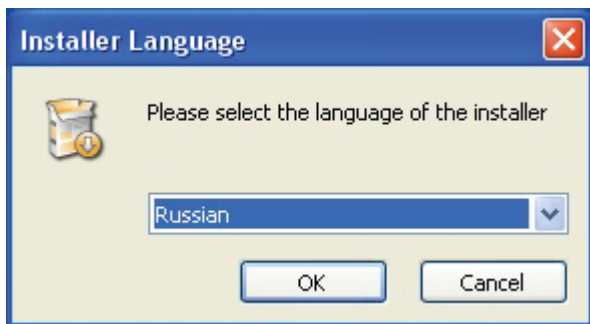 Installer Language
Please select the language of the installer
Russian
OK
Cancel